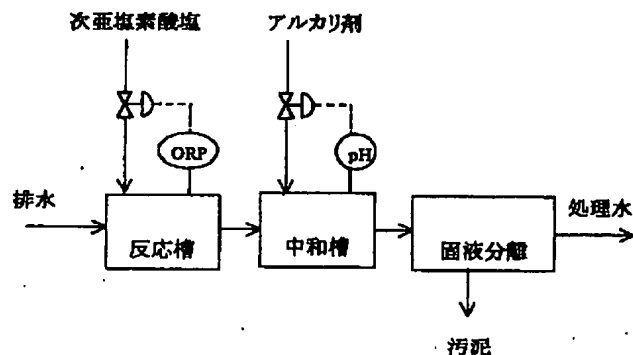 次亜塩素酸塩
アルカリ剤
ORP
pH
排水
反応槽
中和槽
固液分離
処理水
汚泥